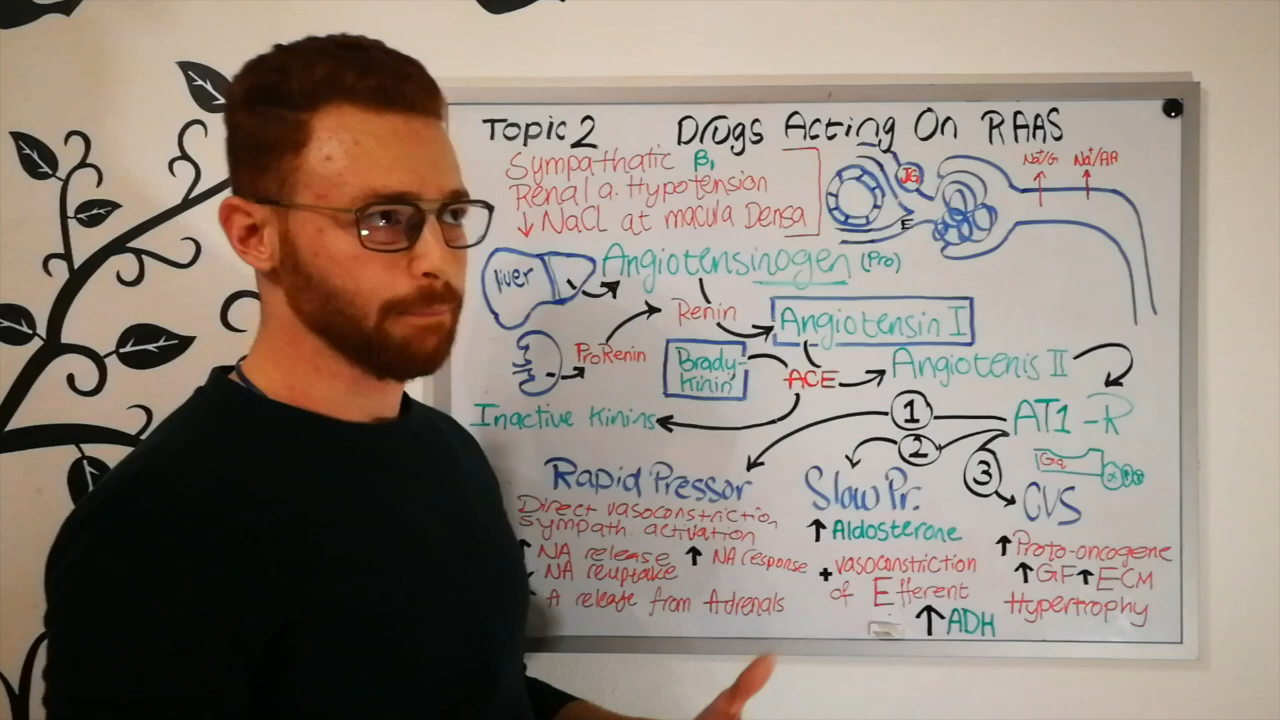 Topic 2 Drugs Acting On RAAS
Sympathatic β₁
Renal a. Hypotension
↓ NaCL at macula Densa
JG
E
Na⁺/G Na⁺/AA
liver
Angiotensinogen (Pro)
Renin
Angiotensin I
ProRenin
Brady-
kinin
ACE
Angiotenis II
Inactive Kinins
1
AT1-R
2
3
Gq
Rapid Pressor
Slow Pr.
CVS
Direct vasoconstriction
sympath. activation
↑ NA release ↑ NA response
NA reuptake
A release from Adrenals
↑ Aldosterone
+ vasoconstriction
of Efferent
↑ ADH
↑ Proto-oncogene
↑ GF ↑ ECM
Hypertrophy